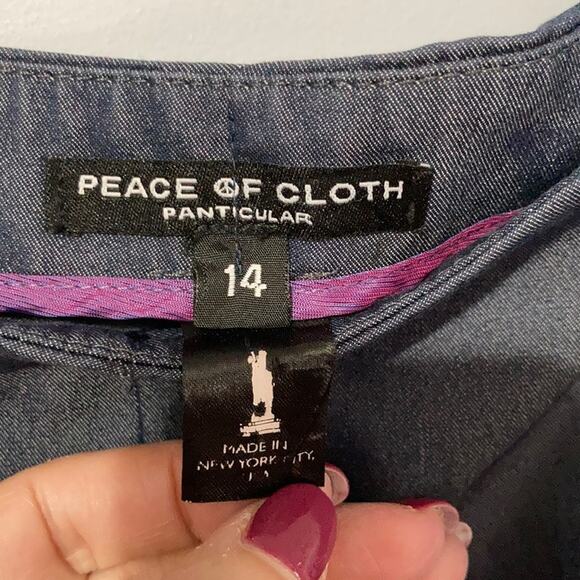 PEACE OF CLOTH
PANTICULAR
14
MADE IN
NEW YORK CITY,